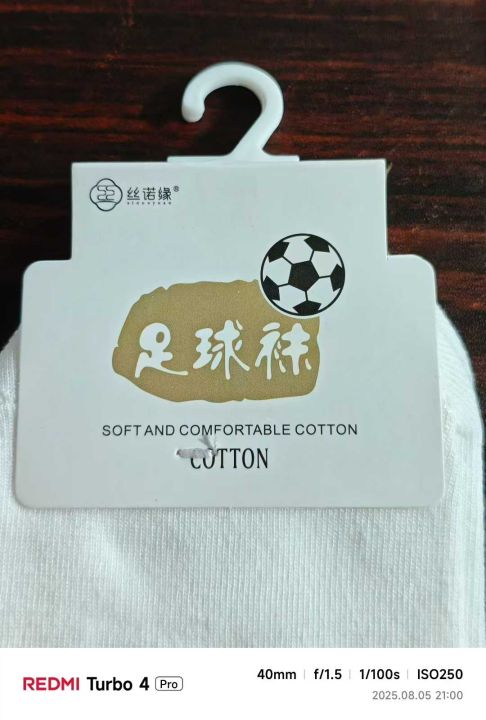 丝诺缘®
sinuoyuan
足球袜
SOFT AND COMFORTABLE COTTON
COTTON
REDMI Turbo 4 Pro
40mm f/1.5 1/100s ISO250
2025.08.05 21:00